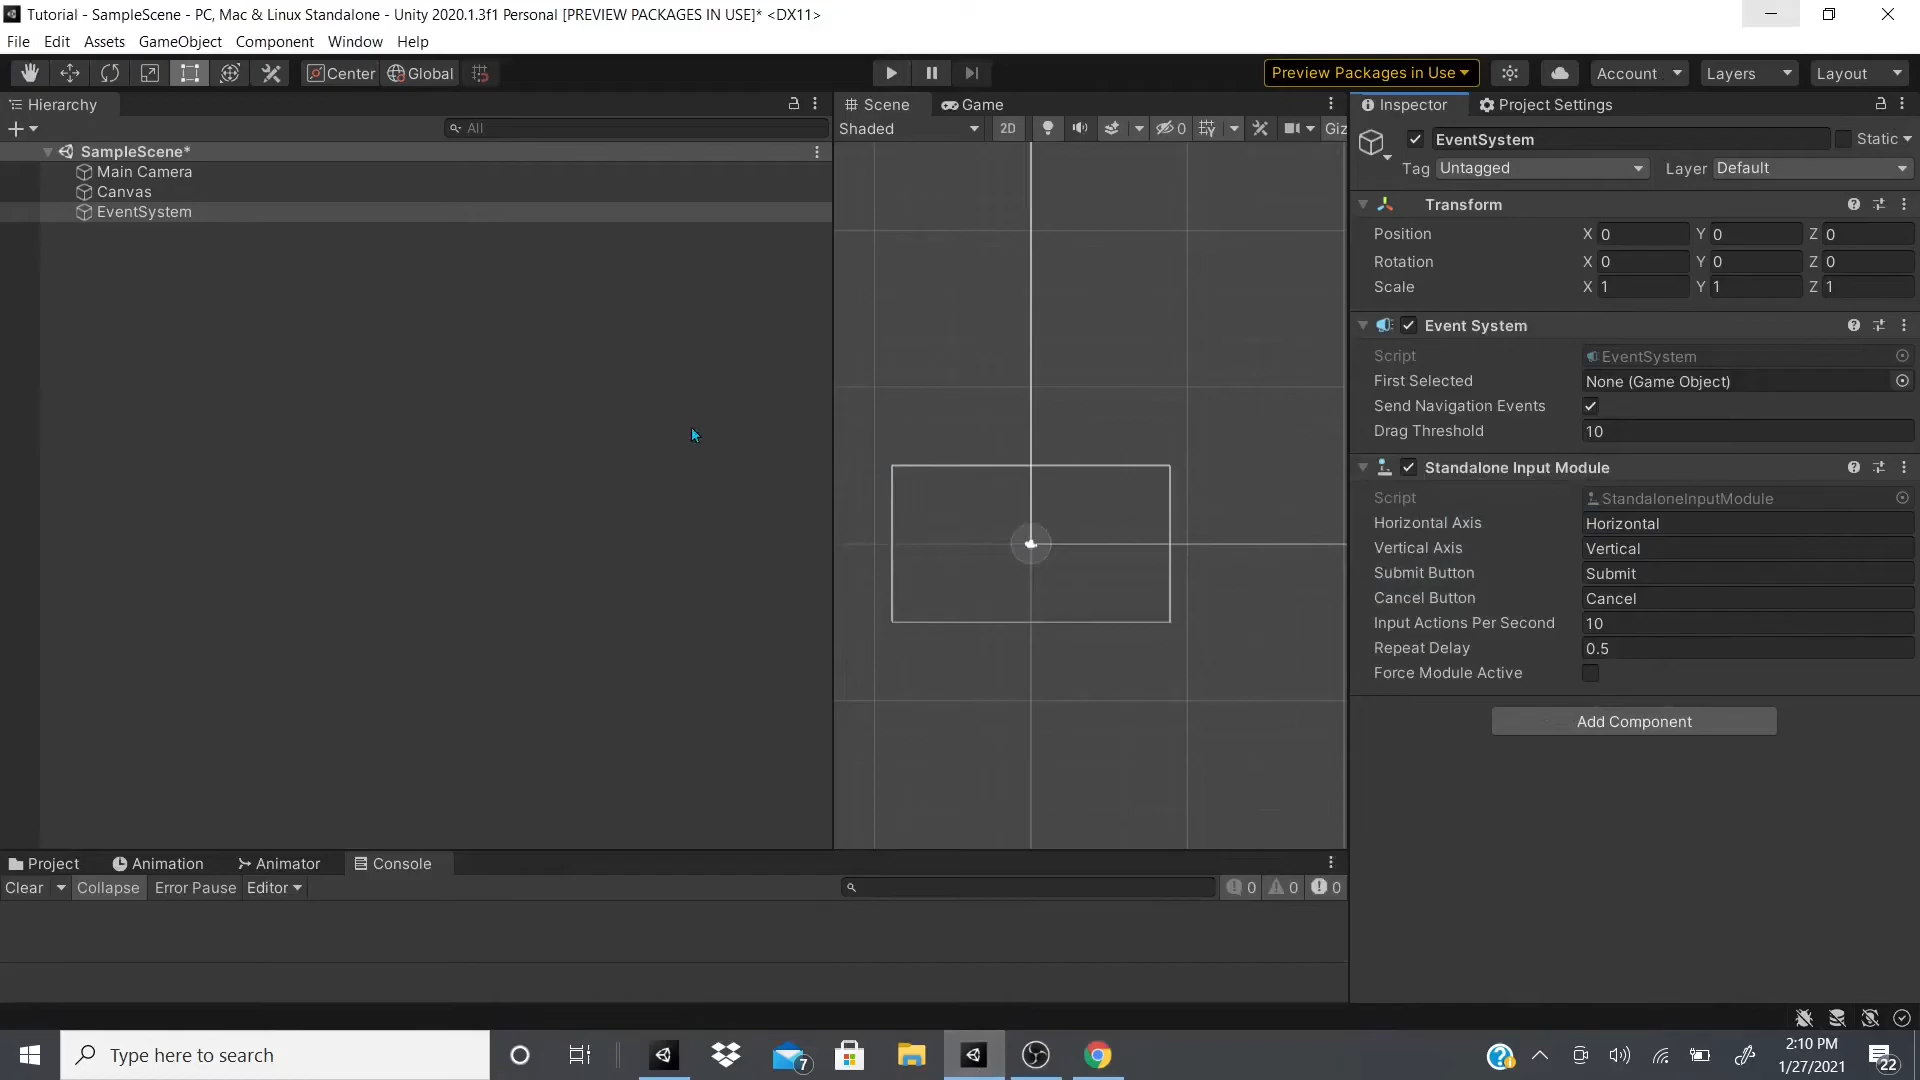 Tutorial - SampleScene - PC, Mac & Linux Standalone - Unity 2020.1.3f1 Personal [PREVIEW PACKAGES IN USE]* <DX11>
File Edit Assets GameObject Component Window Help
Center Global Preview Packages in Use Account Layers Layout
Hierarchy Scene Game Inspector Project Settings
All Shaded 2D 0 Giz
EventSystem Static
SampleScene*
Tag Untagged Layer Default
Main Camera
Canvas
EventSystem
Transform
Position X 0 Y 0 Z 0
Rotation X 0 Y 0 Z 0
Scale X 1 Y 1 Z 1
Event System
Script EventSystem
First Selected None (Game Object)
Send Navigation Events
Drag Threshold 10
Standalone Input Module
Script StandaloneInputModule
Horizontal Axis Horizontal
Vertical Axis Vertical
Submit Button Submit
Cancel Button Cancel
Input Actions Per Second 10
Repeat Delay 0.5
Force Module Active
Add Component
Project Animation Animator Console
Clear Collapse Error Pause Editor 0 0 0
Type here to search 7
2:10 PM
1/27/2021
22